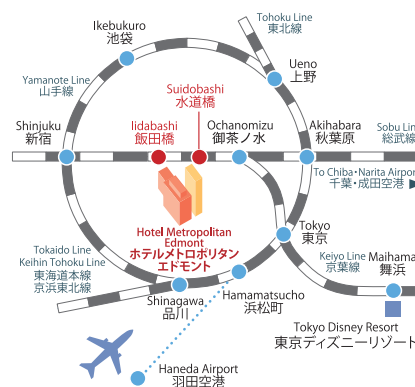 Tohoku Line
東北線
Ikebukuro
池袋
Ueno
上野
Yamanote Line
山手線
Suidobashi
水道橋
Shinjuku
新宿
Iidabashi
飯田橋
Ochanomizu
御茶ノ水
Akihabara
秋葉原
Sobu Line
総武線
To Chiba・Narita Airport
千葉・成田空港 ▶
Hotel Metropolitan
Edmont
ホテルメトロポリタン
エドモント
Tokyo
東京
Tokaido Line
Keihin Tohoku Line
東海道本線
京浜東北線
Keiyo Line
京葉線
Maihama
舞浜
Shinagawa
品川
Hamamatsucho
浜松町
Tokyo Disney Resort
東京ディズニーリゾート
Haneda Airport
羽田空港